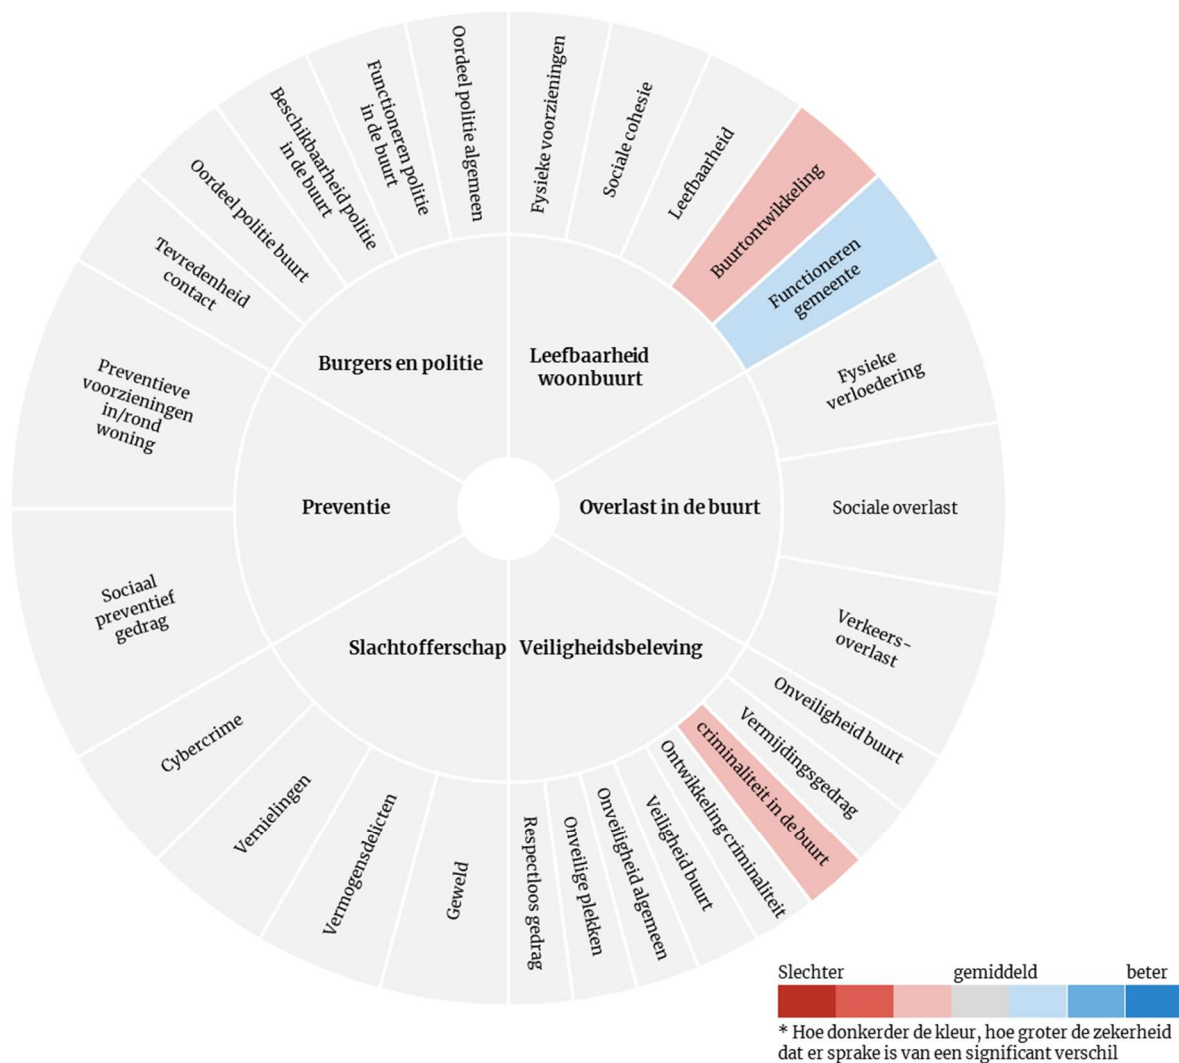 Oordeel politie algemeen
Functioneren politie
in de buurt
Beschikbaarheid politie
in de buurt
Oordeel politie buurt
Tevredenheid
contact
Preventieve
voorzieningen
in/rond
woning
Sociaal
preventief
gedrag
Cybercrime
Vernielingen
Vermogensdelicten
Geweld
Fysieke voorzieningen
Sociale cohesie
Leefbaarheid
Buurtontwikkeling
Functioneren
gemeente
Fysieke
verloedering
Sociale overlast
Verkeers-
overlast
Onveiligheid buurt
Vermijdingsgedrag
criminaliteit in de buurt
Ontwikkeling criminaliteit
Veiligheid buurt
Onveiligheid algemeen
Onveilige plekken
Respectloos gedrag
Burgers en politie
Leefbaarheid
woonbuurt
Preventie
Overlast in de buurt
Slachtofferschap
Veiligheidsbeleving
Slechter gemiddeld beter
* Hoe donkerder de kleur, hoe groter de zekerheid
dat er sprake is van een significant verschil